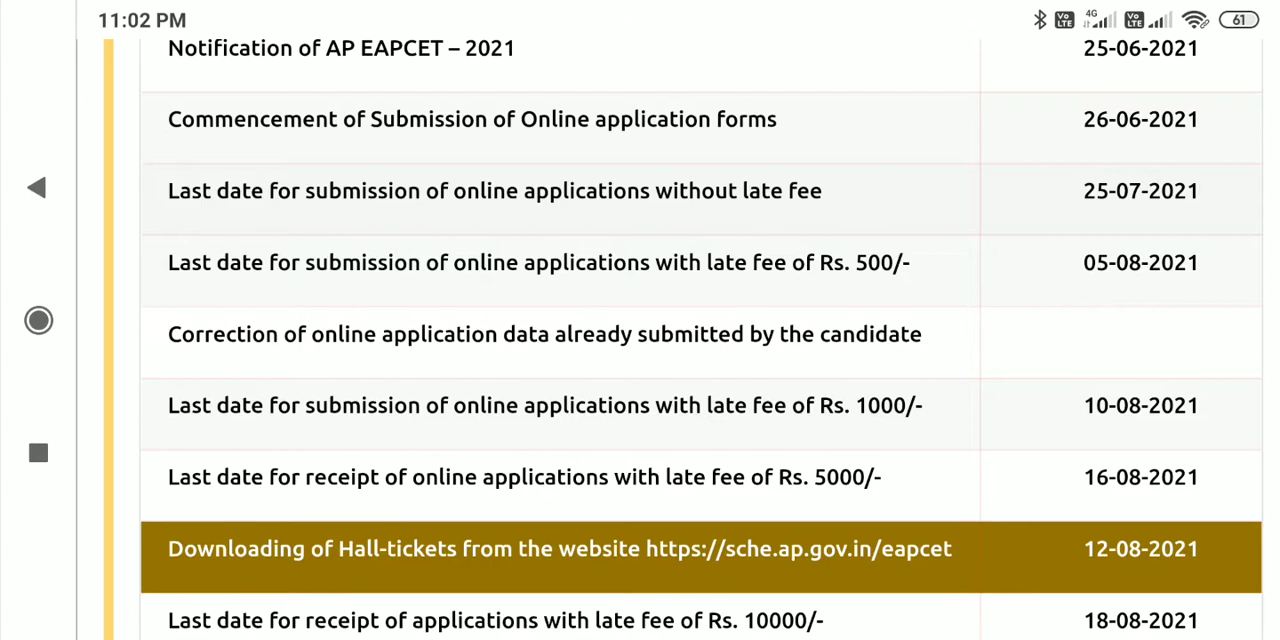 11:02 PM 4G Vo LTE Vo LTE 61
Notification of AP EAPCET – 2021 25-06-2021
Commencement of Submission of Online application forms 26-06-2021
Last date for submission of online applications without late fee 25-07-2021
Last date for submission of online applications with late fee of Rs. 500/- 05-08-2021
Correction of online application data already submitted by the candidate
Last date for submission of online applications with late fee of Rs. 1000/- 10-08-2021
Last date for receipt of online applications with late fee of Rs. 5000/- 16-08-2021
Downloading of Hall-tickets from the website https://sche.ap.gov.in/eapcet 12-08-2021
Last date for receipt of applications with late fee of Rs. 10000/- 18-08-2021